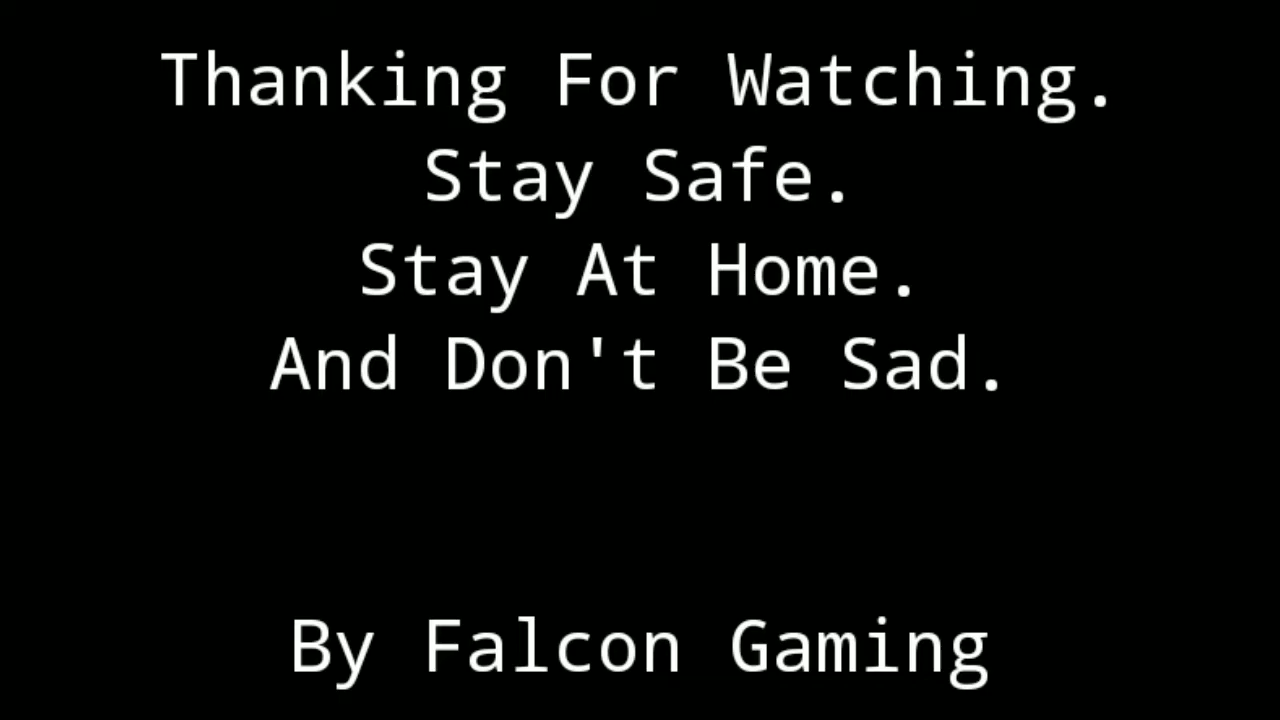 Thanking For Watching.
Stay Safe.
Stay At Home.
And Don't Be Sad.
By Falcon Gaming